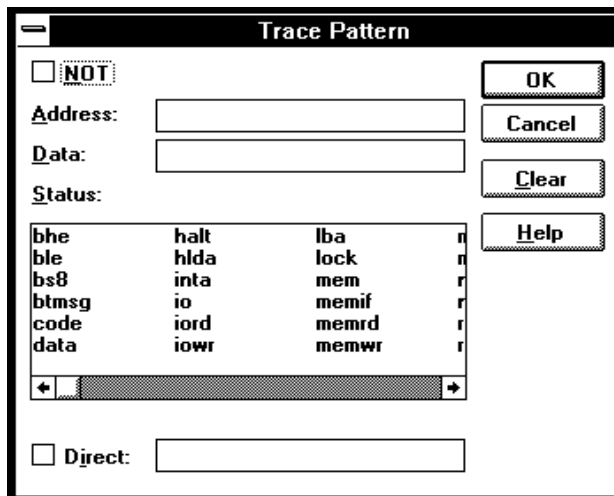 Trace Pattern
NOT
OK
Address:
Cancel
Data:
Clear
Status:
Help
bhe halt lba
ble hlda lock
bs8 inta mem
btmsg io memif
code iord memrd
data iowr memwr
Direct: